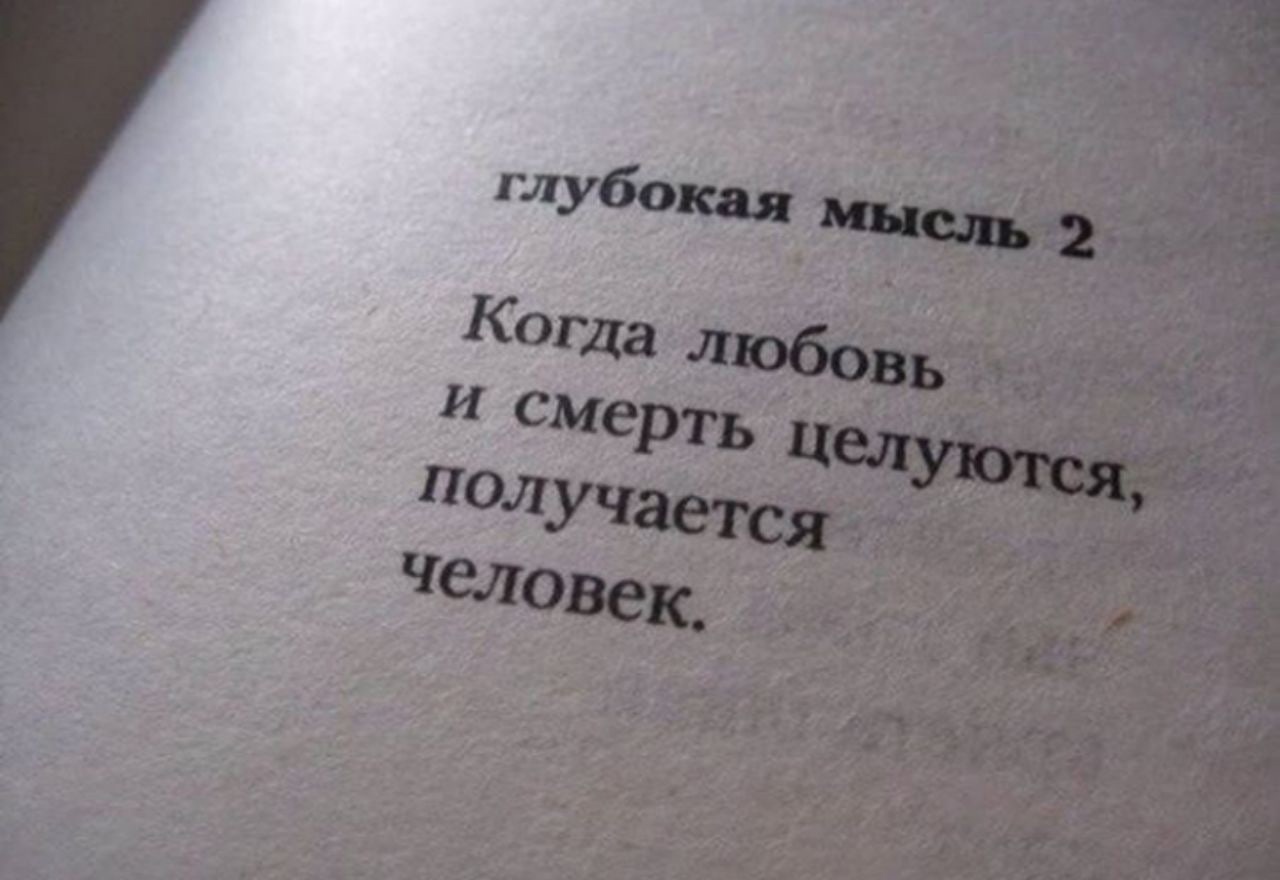 глубокая мысль 2
Когда любовь
и смерть целуются,
получается
человек.